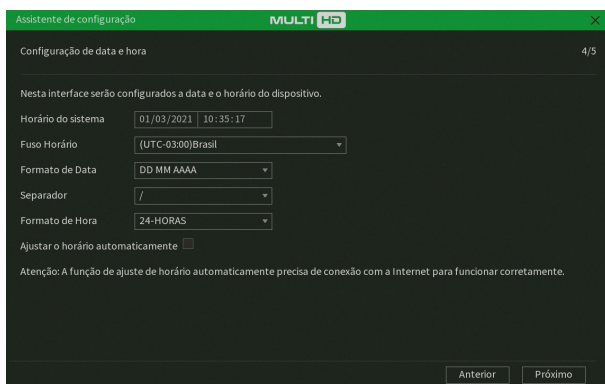 Assistente de configuração MULTI HD X
Configuração de data e hora 4/5
Nesta interface serão configurados a data e o horário do dispositivo.
Horário do sistema 01/03/2021 10:35:17
Fuso Horário (UTC-03:00)Brasil
Formato de Data DD MM AAAA
Separador /
Formato de Hora 24-HORAS
Ajustar o horário automaticamente
Atenção: A função de ajuste de horário automaticamente precisa de conexão com a Internet para funcionar corretamente.
Anterior Próximo